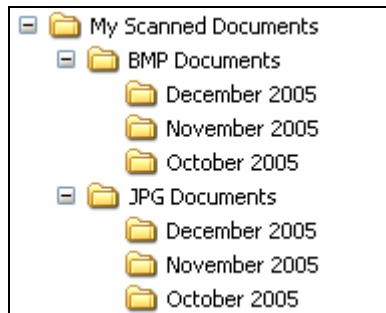 My Scanned Documents
BMP Documents
December 2005
November 2005
October 2005
JPG Documents
December 2005
November 2005
October 2005